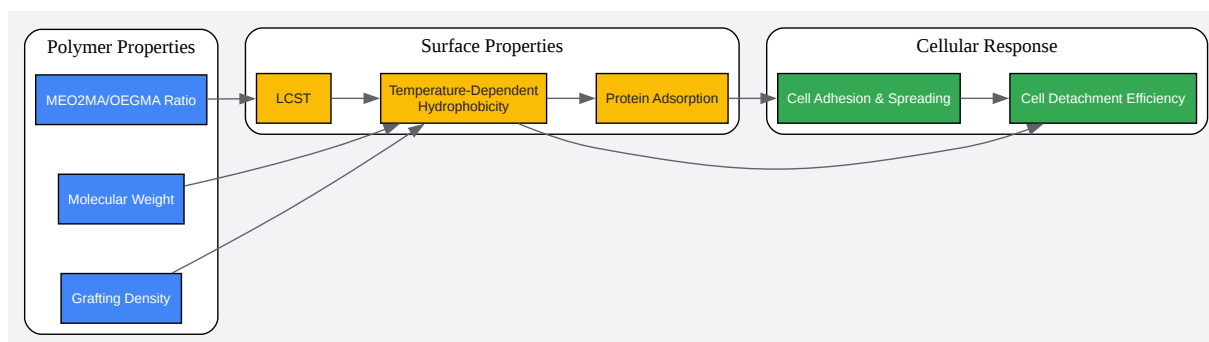 Polymer Properties
MEO2MA/OEGMA Ratio
Molecular Weight
Grafting Density
Surface Properties
LCST
Temperature-Dependent
Hydrophobicity
Protein Adsorption
Cellular Response
Cell Adhesion & Spreading
Cell Detachment Efficiency